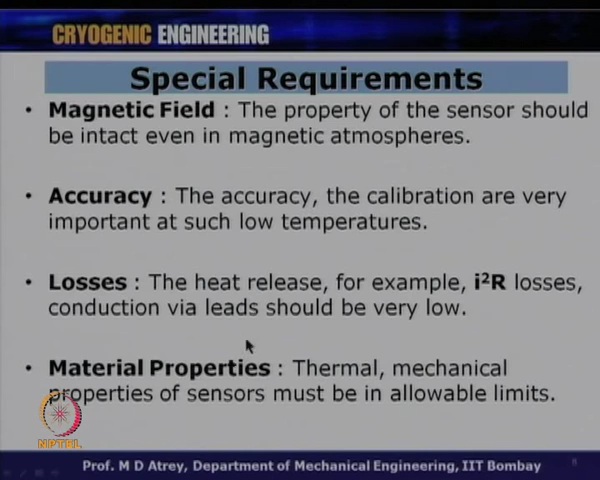 CRYOGENIC ENGINEERING
Special Requirements
• Magnetic Field : The property of the sensor should
be intact even in magnetic atmospheres.
• Accuracy : The accuracy, the calibration are very
important at such low temperatures.
• Losses : The heat release, for example, i²R losses,
conduction via leads should be very low.
• Material Properties : Thermal, mechanical
properties of sensors must be in allowable limits.
NPTEL
Prof. M D Atrey, Department of Mechanical Engineering, IIT Bombay
8